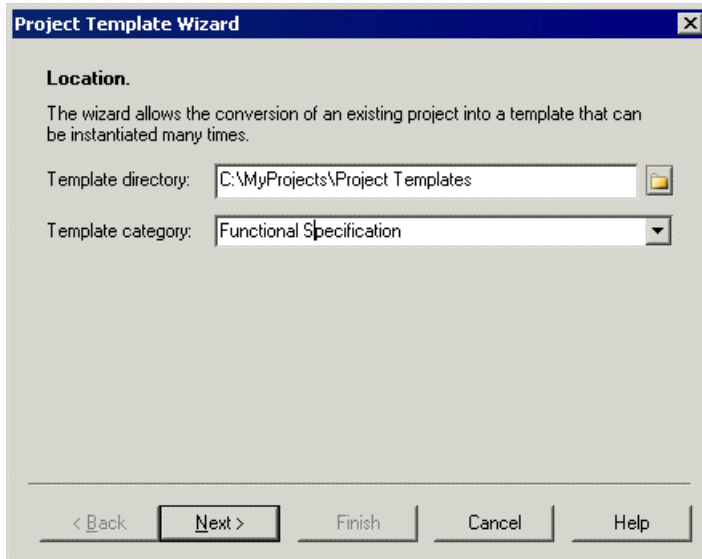 Project Template Wizard
Location.
The wizard allows the conversion of an existing project into a template that can
be instantiated many times.
Template directory: C:\MyProjects\Project Templates
Template category: Functional Specification
< Back Next > Finish Cancel Help